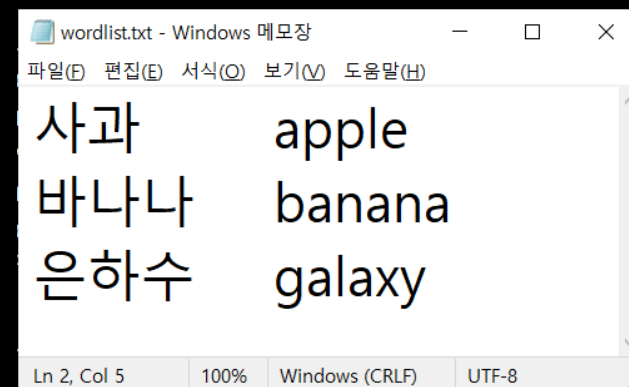 wordlist.txt - Windows 메모장
파일(F) 편집(E) 서식(O) 보기(V) 도움말(H)
사과 apple
바나나 banana
은하수 galaxy
Ln 2, Col 5 100% Windows (CRLF) UTF-8